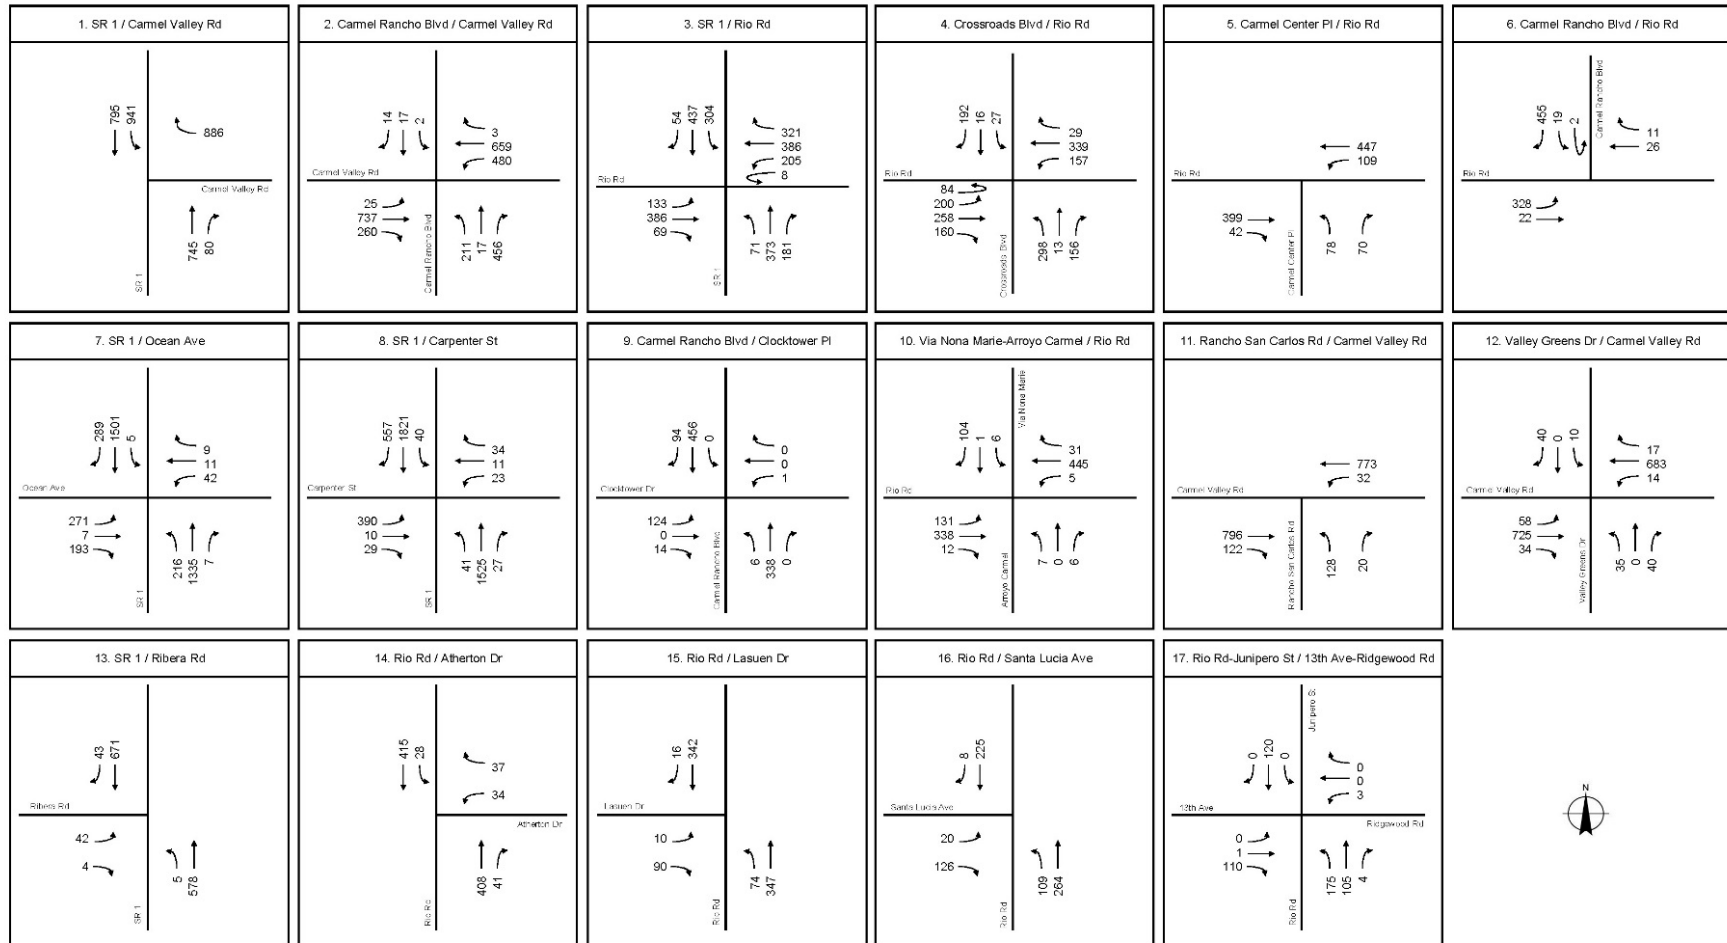 1. SR 1 / Carmel Valley Rd
795
941
886
Carmel Valley Rd
745
80
SR 1
2. Carmel Rancho Blvd / Carmel Valley Rd
14
17
2
3
659
480
Carmel Valley Rd
25
737
260
Carmel Rancho Blvd
211
17
456
3. SR 1 / Rio Rd
54
437
304
321
386
205
8
Rio Rd
133
386
69
SR 1
71
373
181
4. Crossroads Blvd / Rio Rd
192
16
27
29
339
157
Rio Rd
84
200
258
160
Crossroads Blvd
298
13
156
5. Carmel Center Pl / Rio Rd
447
109
Rio Rd
399
42
Carmel Center Pl
78
70
6. Carmel Rancho Blvd / Rio Rd
455
19
2
Carmel Rancho Blvd
11
26
Rio Rd
328
22
7. SR 1 / Ocean Ave
289
1501
5
9
11
42
Ocean Ave
271
7
193
SR 1
216
1335
7
8. SR 1 / Carpenter St
557
1821
40
34
11
23
Carpenter St
390
10
29
SR 1
41
1525
27
9. Carmel Rancho Blvd / Clocktower Pl
94
456
0
0
0
1
Clocktower Dr
124
0
14
Carmel Rancho Blvd
6
338
0
10. Via Nona Marie-Arroyo Carmel / Rio Rd
104
1
6
Via Nona Marie
31
445
5
Rio Rd
131
338
12
Arroyo Carmel
7
0
6
11. Rancho San Carlos Rd / Carmel Valley Rd
773
32
Carmel Valley Rd
796
122
Rancho San Carlos Rd
128
20
12. Valley Greens Dr / Carmel Valley Rd
40
0
10
17
683
14
Carmel Valley Rd
58
725
34
Valley Greens Dr
35
0
40
13. SR 1 / Ribera Rd
43
671
Ribera Rd
42
4
SR 1
5
578
14. Rio Rd / Atherton Dr
415
28
37
34
Atherton Dr
Rio Rd
408
41
15. Rio Rd / Lasuen Dr
16
342
Lasuen Dr
10
90
Rio Rd
74
347
16. Rio Rd / Santa Lucia Ave
8
225
Santa Lucia Ave
20
126
Rio Rd
109
264
17. Rio Rd-Junipero St / 13th Ave-Ridgewood Rd
0
120
0
Junipero St
0
0
3
13th Ave
Ridgewood Rd
0
1
110
Rio Rd
175
105
4
N